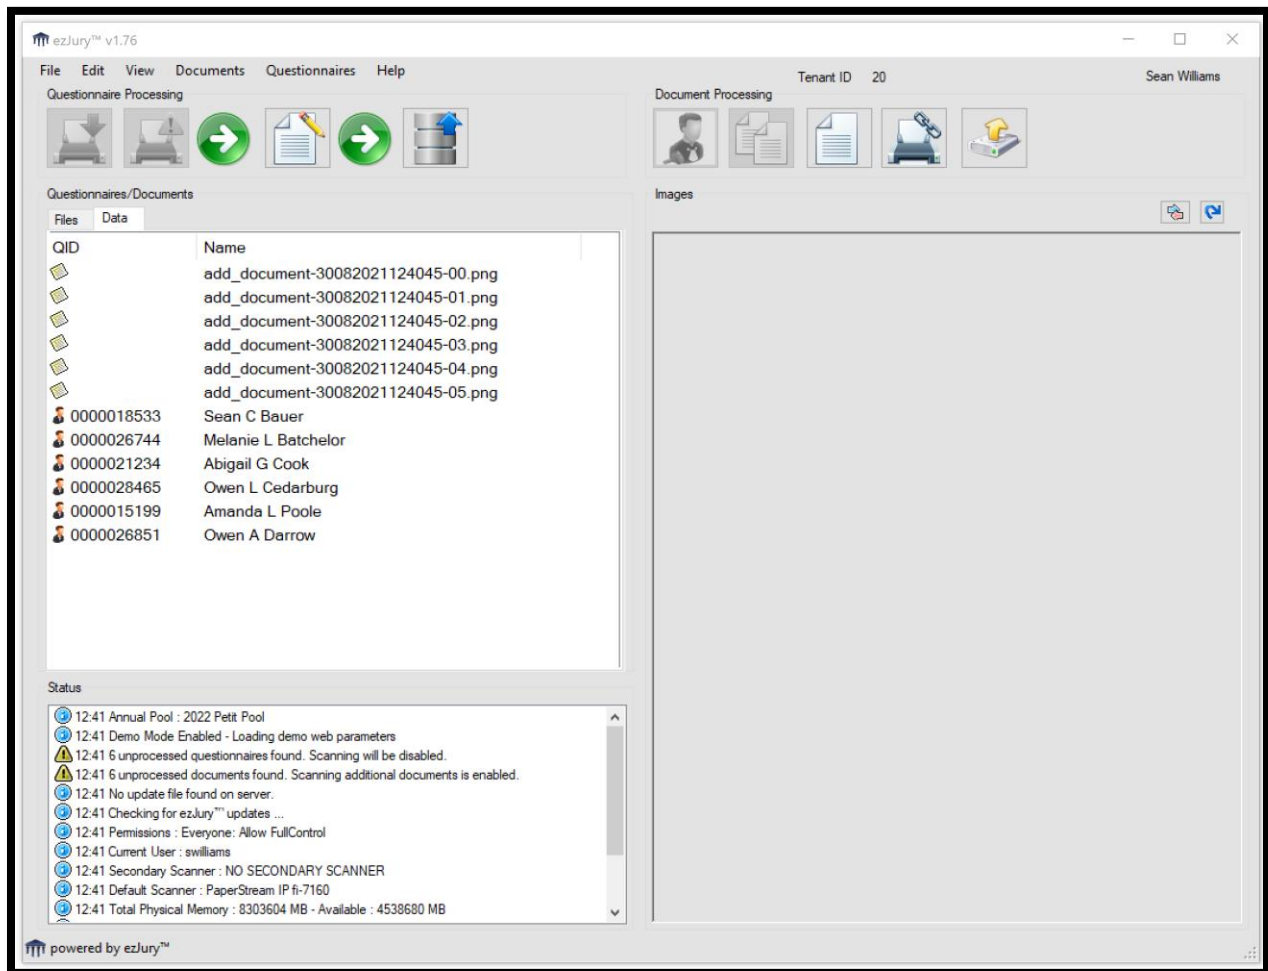 ezJury™ v1.76
File Edit View Documents Questionnaires Help
Tenant ID 20
Sean Williams
Questionnaire Processing
Document Processing
Questionnaires/Documents
Images
Files Data
QID Name
add_document-30082021124045-00.png
add_document-30082021124045-01.png
add_document-30082021124045-02.png
add_document-30082021124045-03.png
add_document-30082021124045-04.png
add_document-30082021124045-05.png
0000018533 Sean C Bauer
0000026744 Melanie L Batchelor
0000021234 Abigail G Cook
0000028465 Owen L Cedarburg
0000015199 Amanda L Poole
0000026851 Owen A Darrow
Status
12:41 Annual Pool : 2022 Petit Pool
12:41 Demo Mode Enabled - Loading demo web parameters
12:41 6 unprocessed questionnaires found. Scanning will be disabled.
12:41 6 unprocessed documents found. Scanning additional documents is enabled.
12:41 No update file found on server.
12:41 Checking for ezJury™ updates ...
12:41 Permissions : Everyone: Allow FullControl
12:41 Current User : swilliams
12:41 Secondary Scanner : NO SECONDARY SCANNER
12:41 Default Scanner : PaperStream IP fi-7160
12:41 Total Physical Memory : 8303604 MB - Available : 4538680 MB
powered by ezJury™